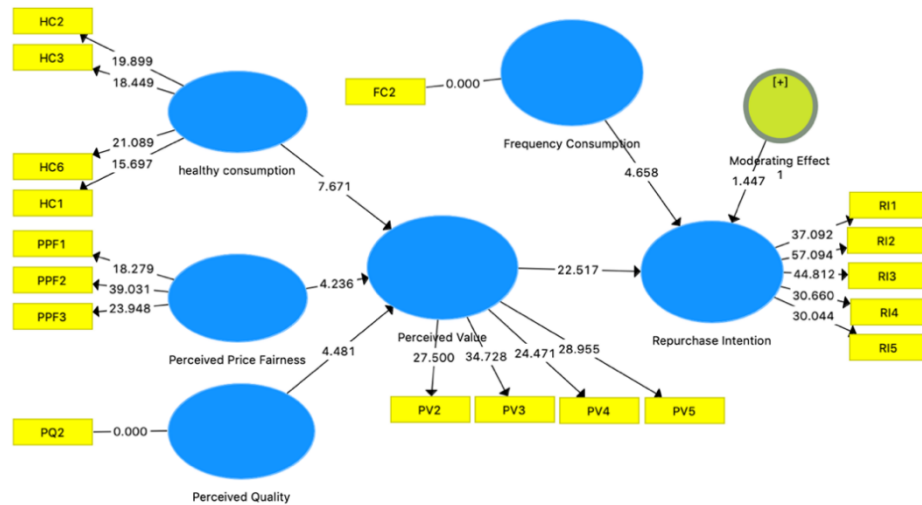 HC2
HC3
HC6
HC1
19.899
18.449
21.089
15.697
healthy consumption
7.671
FC2
0.000
Frequency Consumption
4.658
[+]
Moderating Effect
1
1.447
PPF1
PPF2
PPF3
18.279
39.031
23.948
Perceived Price Fairness
4.236
Perceived Value
22.517
Repurchase Intention
37.092
57.094
44.812
30.660
30.044
RI1
RI2
RI3
RI4
RI5
4.481
27.500
34.728
24.471
28.955
PV2
PV3
PV4
PV5
PQ2
0.000
Perceived Quality